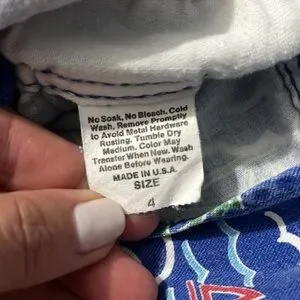 No Soak, No Bleach. Cold
Wash, Remove Promptly
to Avoid Metal Hardware
Rusting. Tumble Dry
Medium. Color May
Transfer When New. Wash
Alone Before Wearing.
MADE IN U.S.A.
SIZE
4